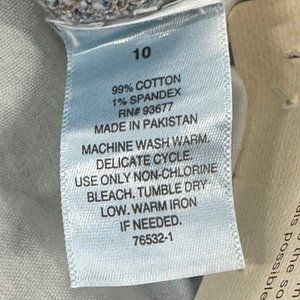 10
99% COTTON
1% SPANDEX
RN# 93677
MADE IN PAKISTAN
MACHINE WASH WARM.
DELICATE CYCLE.
USE ONLY NON-CHLORINE
BLEACH. TUMBLE DRY
LOW. WARM IRON
IF NEEDED.
76532-1
possible